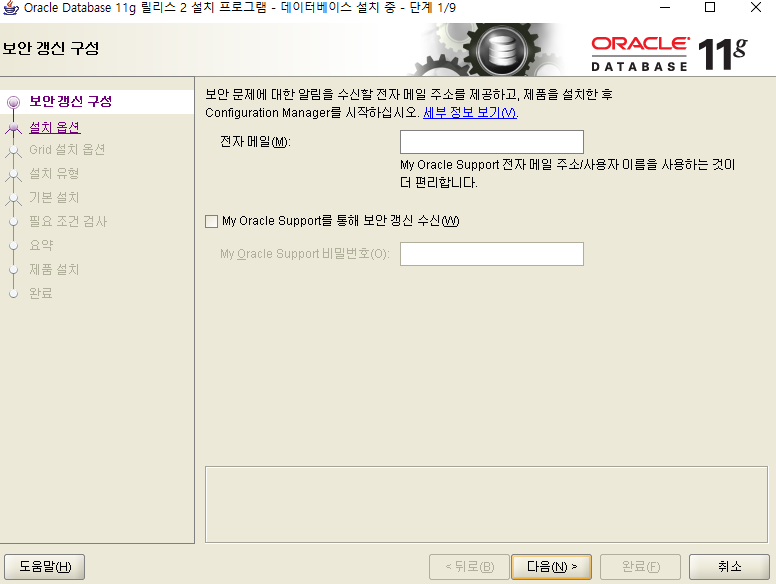 Oracle Database 11g 릴리스 2 설치 프로그램 - 데이터베이스 설치 중 - 단계 1/9
보안 갱신 구성
ORACLE
DATABASE
11g
보안 갱신 구성
설치 옵션
Grid 설치 옵션
설치 유형
기본 설치
필요 조건 검사
요약
제품 설치
완료
보안 문제에 대한 알림을 수신할 전자 메일 주소를 제공하고, 제품을 설치한 후
Configuration Manager를 시작하십시오. 세부 정보 보기(V).
전자 메일(M):
My Oracle Support 전자 메일 주소/사용자 이름을 사용하는 것이
더 편리합니다.
My Oracle Support를 통해 보안 갱신 수신(W)
My Oracle Support 비밀번호(O):
도움말(H)
< 뒤로(B)
다음(N) >
완료(F)
취소